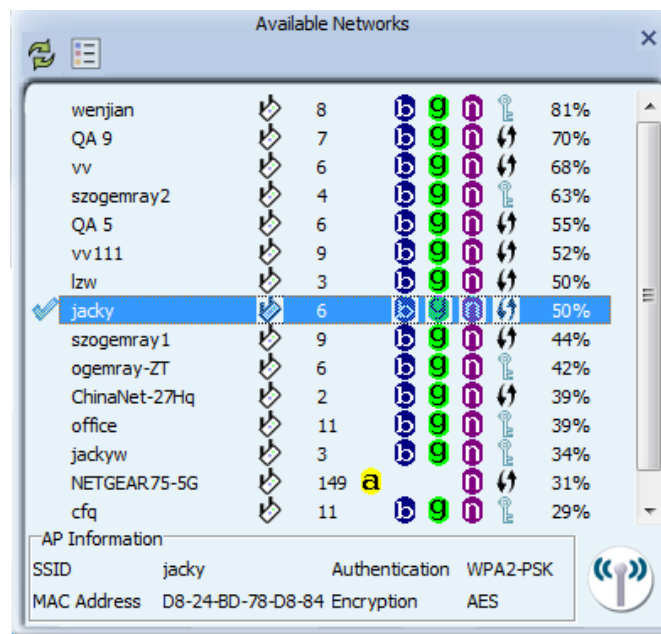 Available Networks
wenjian 8 b g n 81%
QA 9 7 b g n 70%
vv 6 b g n 68%
szogemray2 4 b g n 63%
QA 5 6 b g n 55%
vv111 9 b g n 52%
lzw 3 b g n 50%
jacky 6 b g n 50%
szogemray1 9 b g n 44%
ogemray-ZT 6 b g n 42%
ChinaNet-27Hq 2 b g n 39%
office 11 b g n 39%
jackyw 3 b g n 34%
NETGEAR75-5G 149 a n 31%
cfq 11 b g n 29%
AP Information
SSID jacky Authentication WPA2-PSK
MAC Address D8-24-BD-78-D8-84 Encryption AES